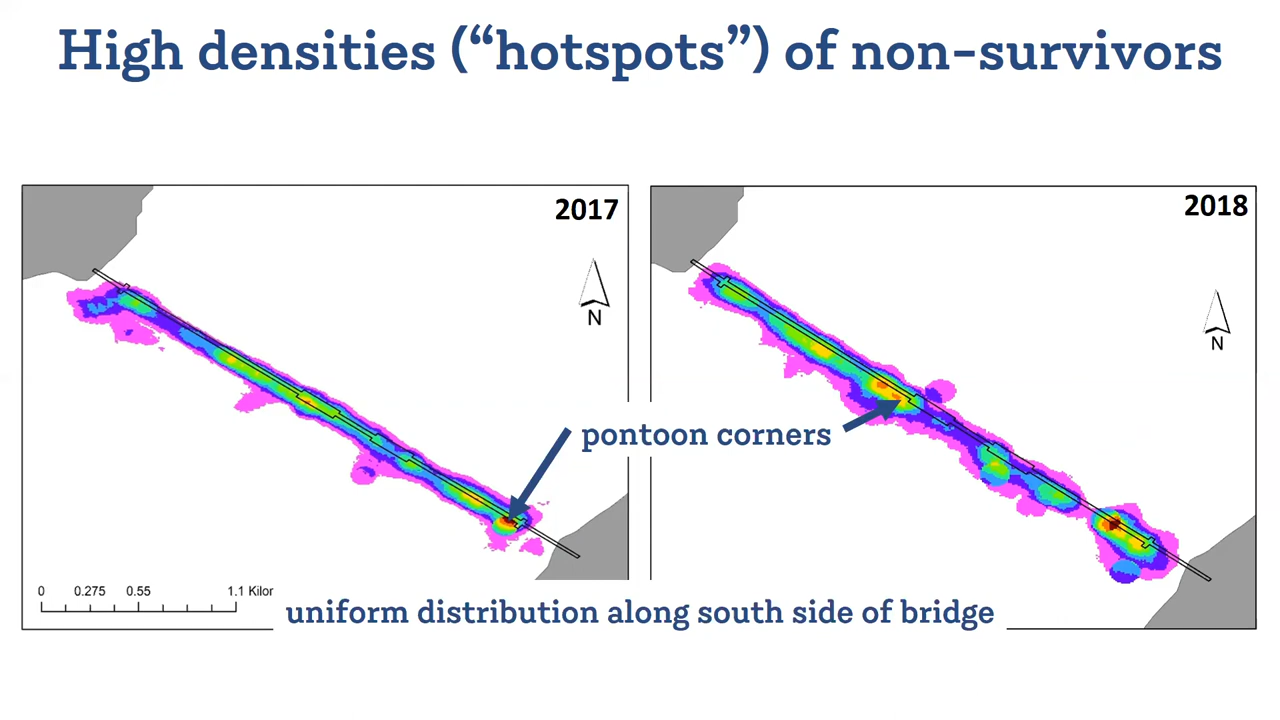 High densities (“hotspots”) of non-survivors
2017
2018
N
N
pontoon corners
0 0.275 0.55 1.1 Kilor
uniform distribution along south side of bridge